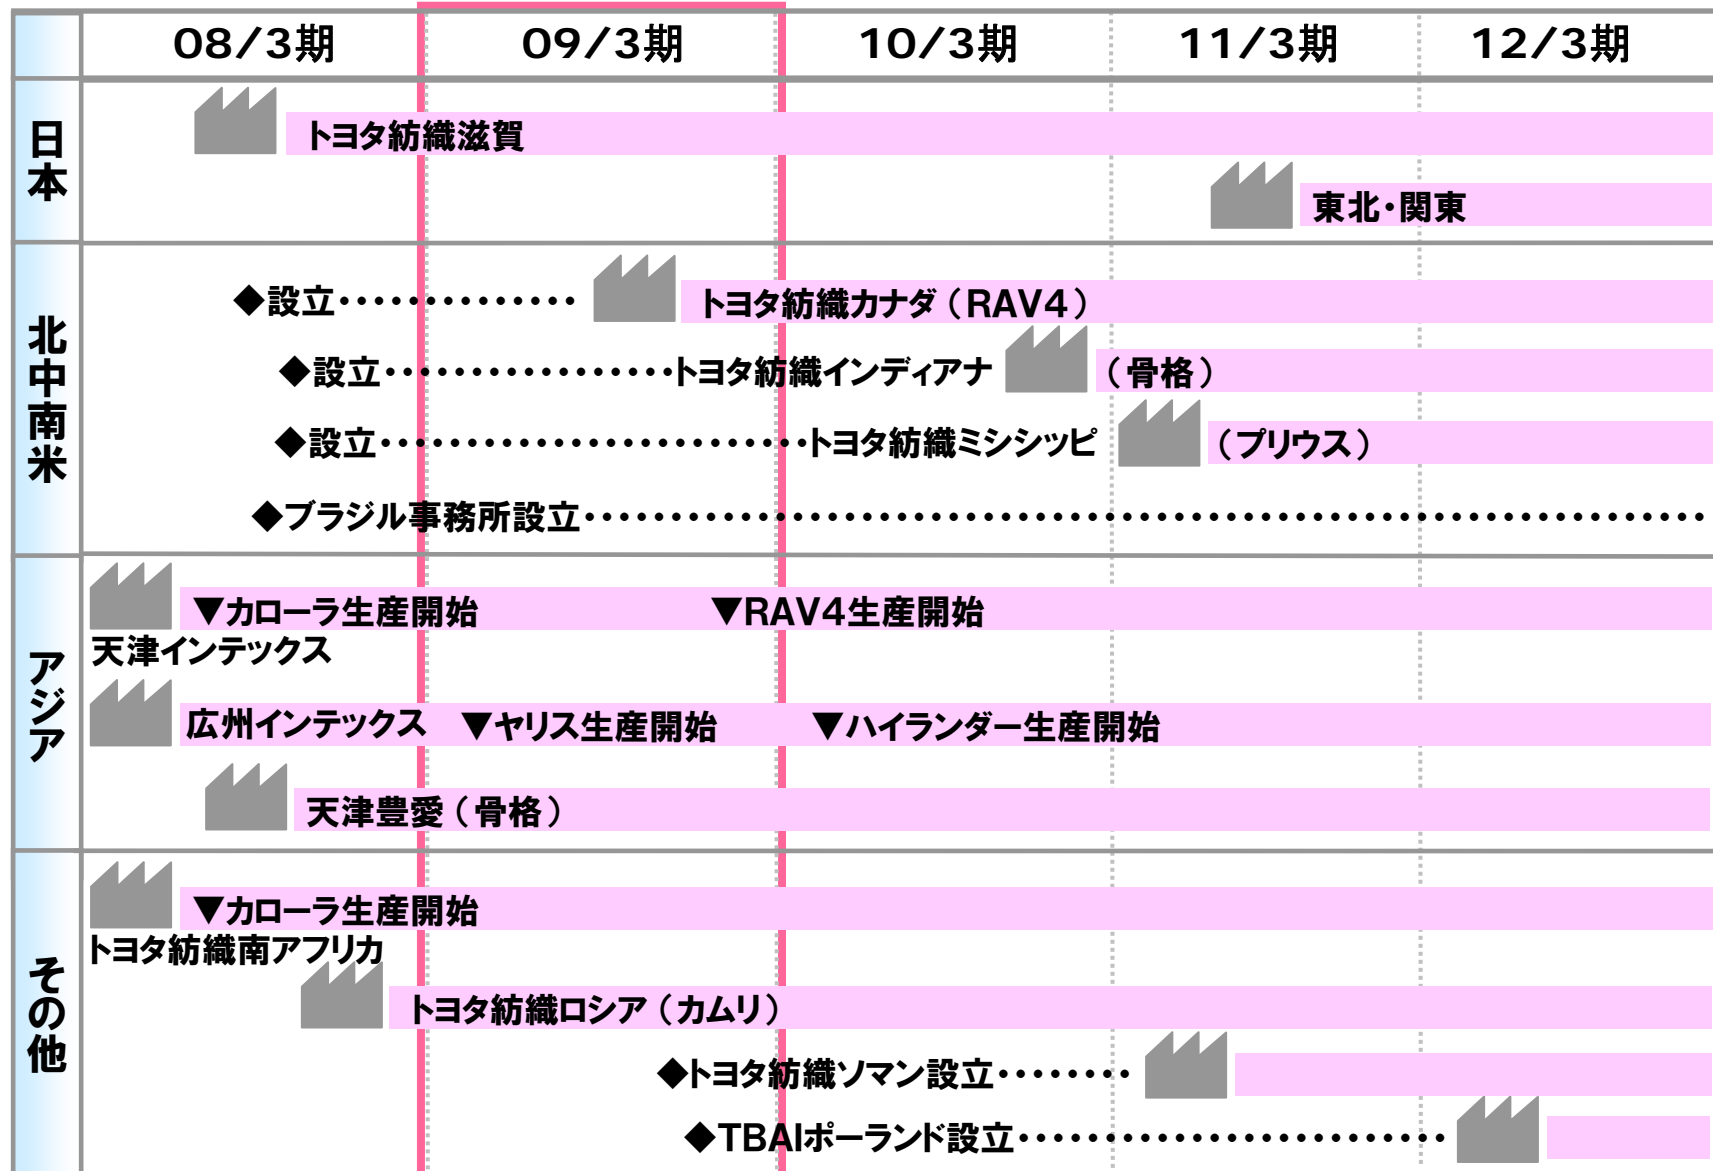 08/3期 09/3期 10/3期 11/3期 12/3期
日本
トヨタ紡織滋賀
東北・関東
北中南米
◆設立・・・・・・・・・・・・・ トヨタ紡織カナダ（RAV4）
◆設立・・・・・・・・・・・・・・・・・トヨタ紡織インディアナ （骨格）
◆設立・・・・・・・・・・・・・・・・・・・・・・・・・トヨタ紡織ミシシッピ （プリウス）
◆ブラジル事務所設立・・・・・・・・・・・・・・・・・・・・・・・・・・・・・・・・・・・・・・・・・・・・・・・・・・・・・・・・・・
アジア
▼カローラ生産開始 ▼RAV4生産開始
天津インテックス
広州インテックス ▼ヤリス生産開始 ▼ハイランダー生産開始
天津豊愛（骨格）
その他
▼カローラ生産開始
トヨタ紡織南アフリカ
トヨタ紡織ロシア（カムリ）
◆トヨタ紡織ソマン設立・・・・・・・・
◆TBAIポーランド設立・・・・・・・・・・・・・・・・・・・・・・・・・